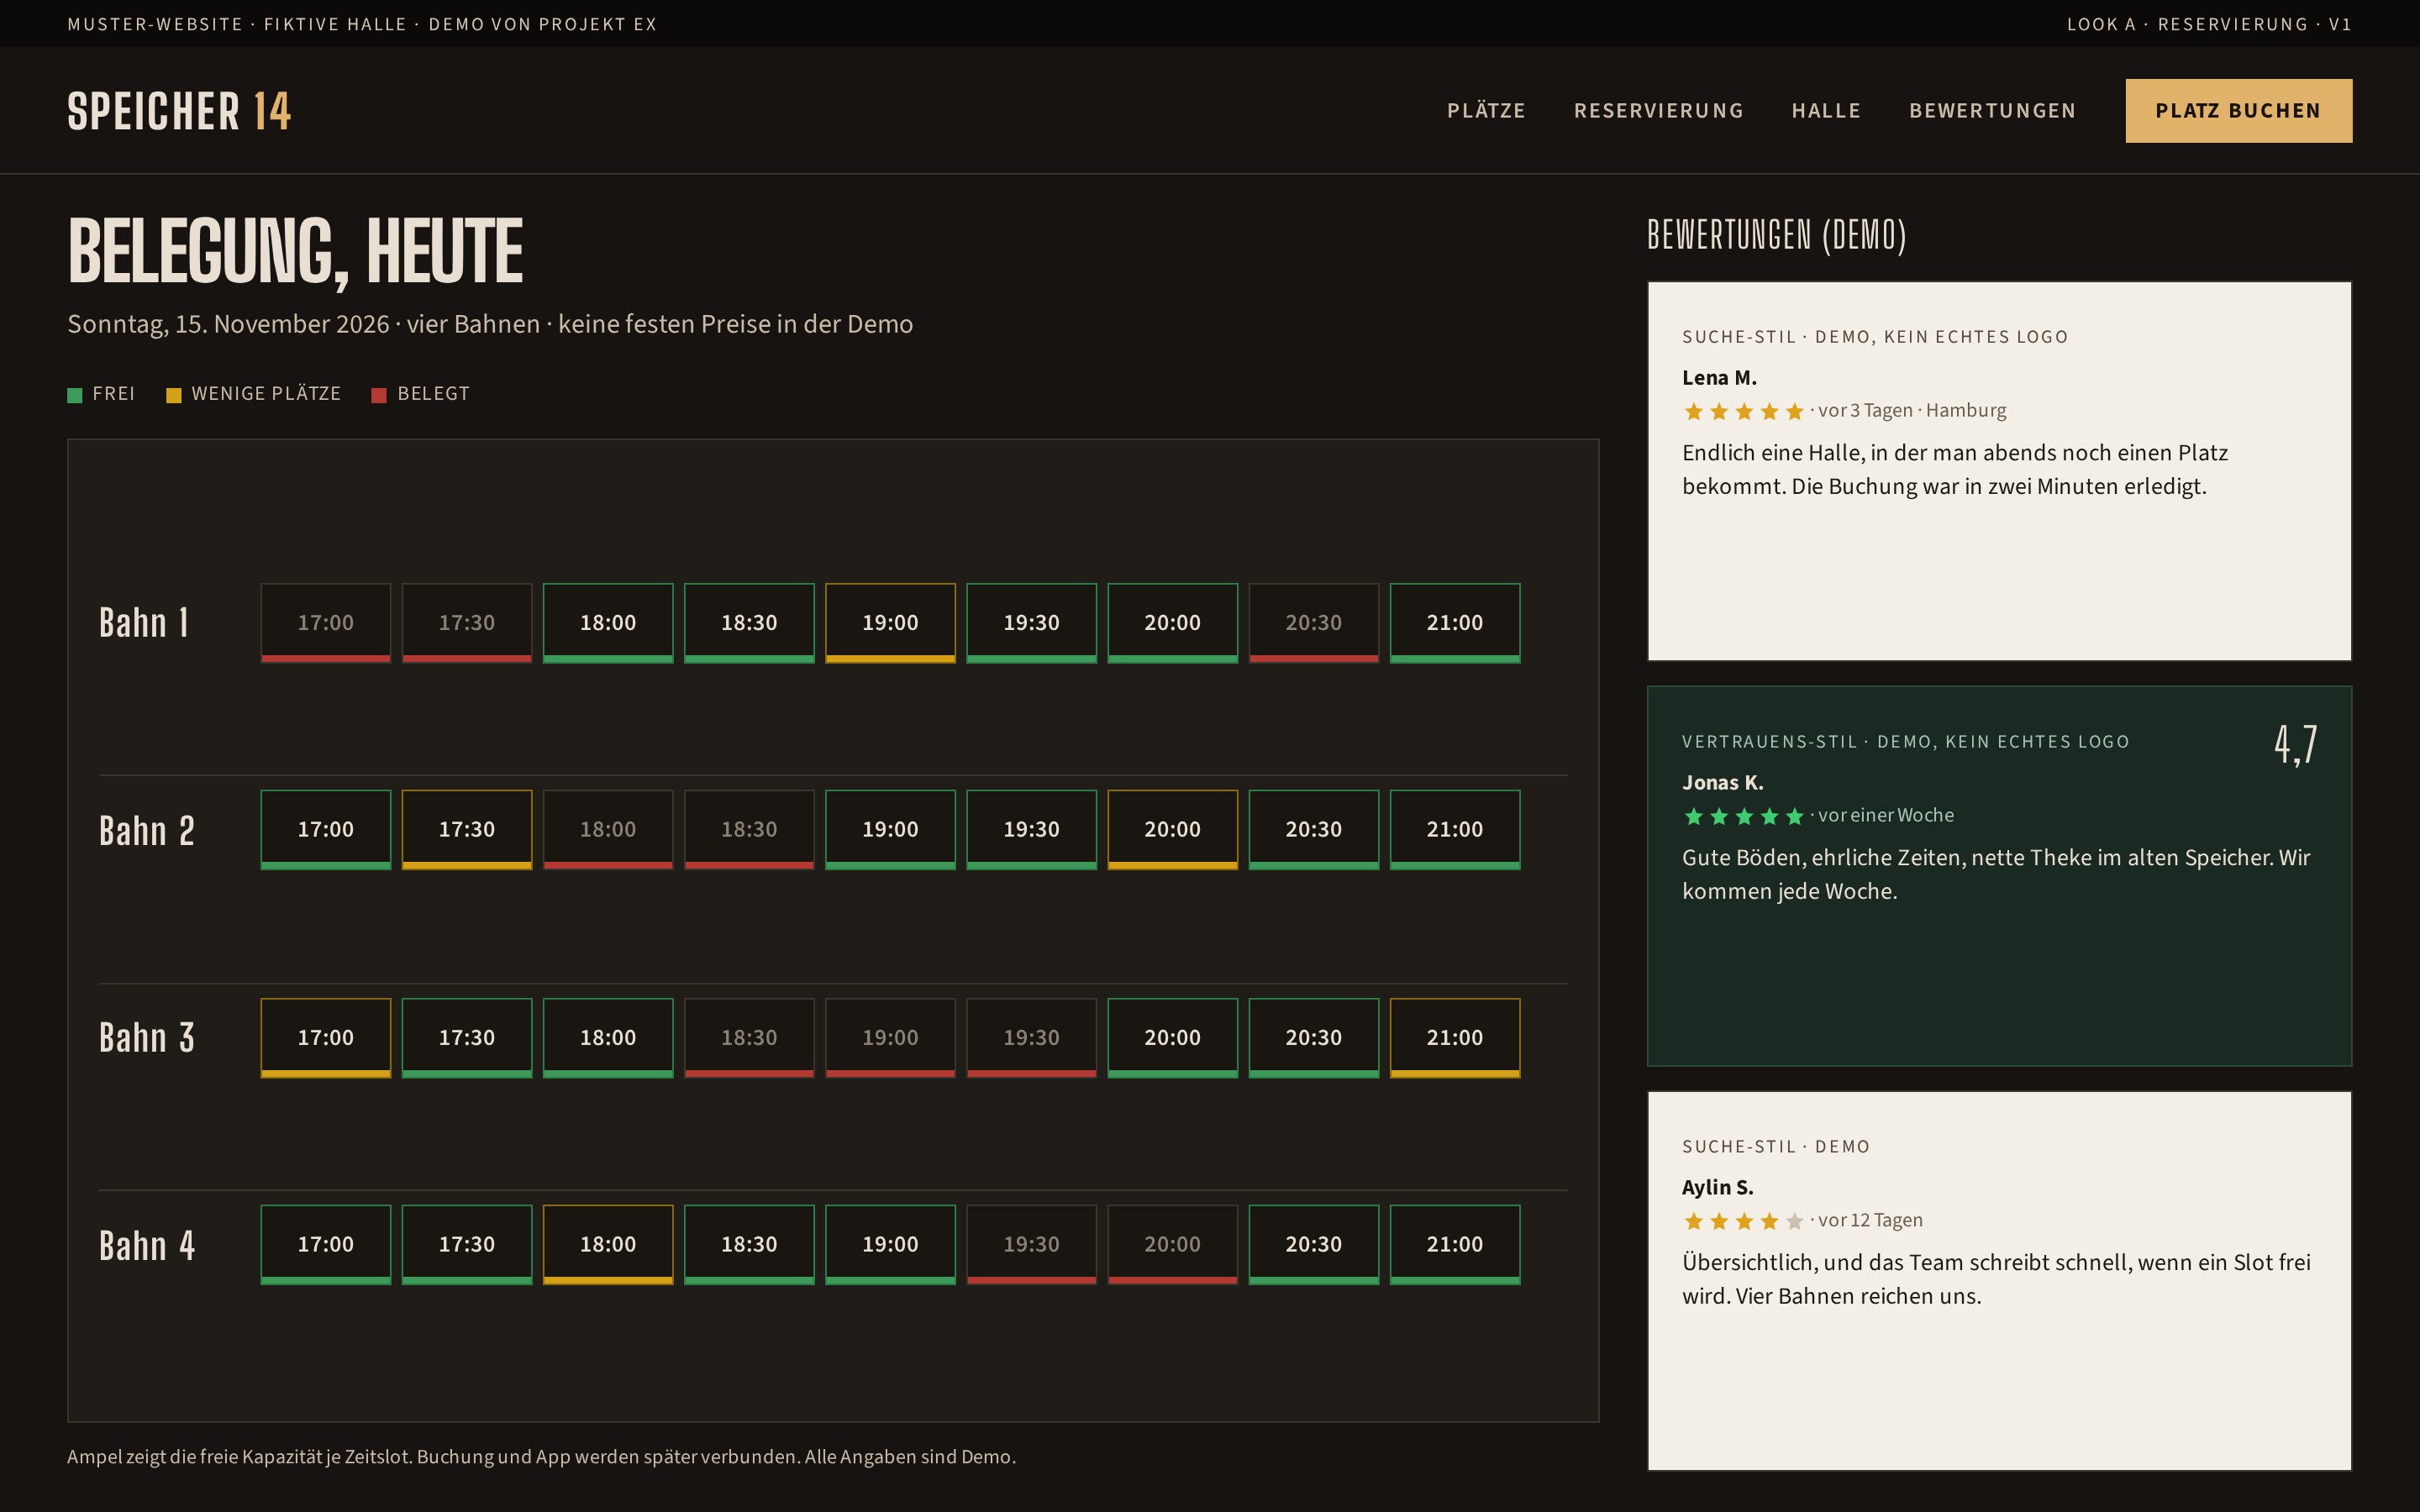 MUSTER-WEBSITE · FIKTIVE HALLE · DEMO VON PROJEKT EX
LOOK A · RESERVIERUNG · V1
SPEICHER 14
PLÄTZE
RESERVIERUNG
HALLE
BEWERTUNGEN
PLATZ BUCHEN
BELEGUNG, HEUTE
Sonntag, 15. November 2026 · vier Bahnen · keine festen Preise in der Demo
FREI
WENIGE PLÄTZE
BELEGT
Bahn 1 17:00 17:30 18:00 18:30 19:00 19:30 20:00 20:30 21:00
Bahn 2 17:00 17:30 18:00 18:30 19:00 19:30 20:00 20:30 21:00
Bahn 3 17:00 17:30 18:00 18:30 19:00 19:30 20:00 20:30 21:00
Bahn 4 17:00 17:30 18:00 18:30 19:00 19:30 20:00 20:30 21:00
Ampel zeigt die freie Kapazität je Zeitslot. Buchung und App werden später verbunden. Alle Angaben sind Demo.
BEWERTUNGEN (DEMO)
SUCHE-STIL · DEMO, KEIN ECHTES LOGO
Lena M.
★★★★★ · vor 3 Tagen · Hamburg
Endlich eine Halle, in der man abends noch einen Platz
bekommt. Die Buchung war in zwei Minuten erledigt.
VERTRAUENS-STIL · DEMO, KEIN ECHTES LOGO
4,7
Jonas K.
★★★★★ · vor einer Woche
Gute Böden, ehrliche Zeiten, nette Theke im alten Speicher. Wir
kommen jede Woche.
SUCHE-STIL · DEMO
Aylin S.
★★★★★ · vor 12 Tagen
Übersichtlich, und das Team schreibt schnell, wenn ein Slot frei
wird. Vier Bahnen reichen uns.